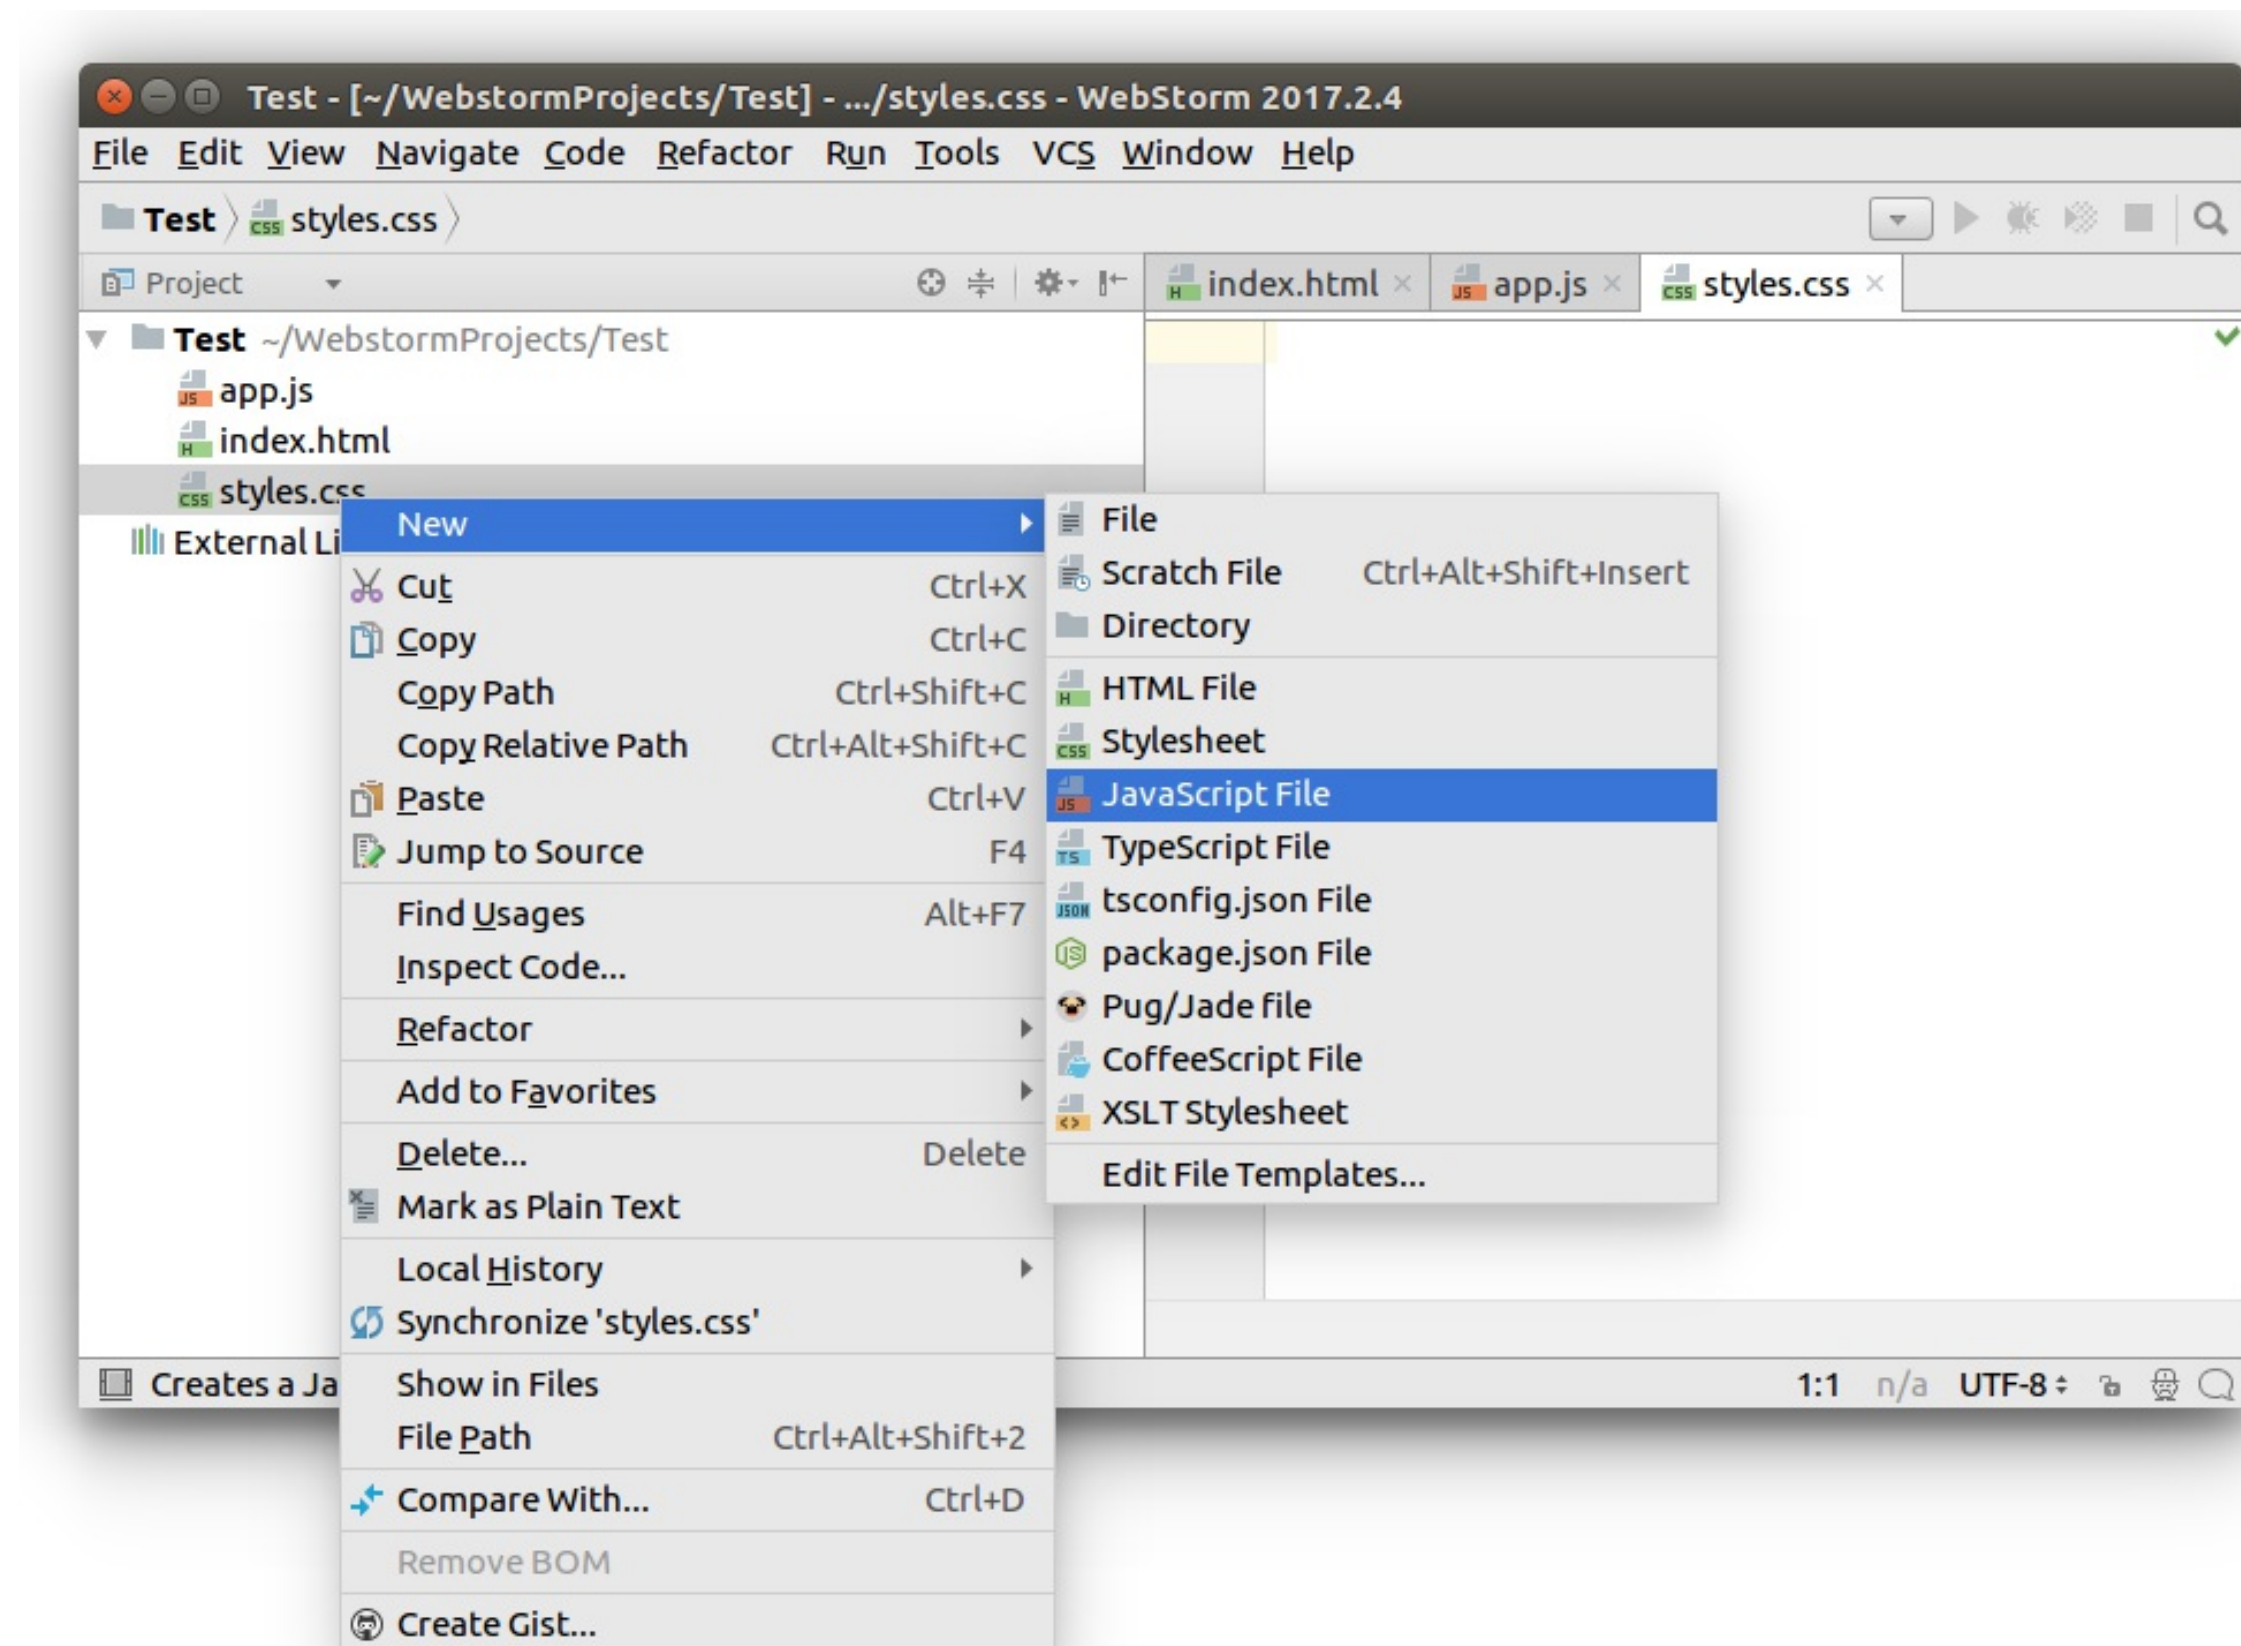 Test - [~/WebstormProjects/Test] - .../styles.css - WebStorm 2017.2.4
File Edit View Navigate Code Refactor Run Tools VCS Window Help
Test styles.css
Project
index.html app.js styles.css
Test ~/WebstormProjects/Test
app.js
index.html
styles.css
External Li
New
Cut Ctrl+X
Copy Ctrl+C
Copy Path Ctrl+Shift+C
Copy Relative Path Ctrl+Alt+Shift+C
Paste Ctrl+V
Jump to Source F4
Find Usages Alt+F7
Inspect Code...
Refactor
Add to Favorites
Delete... Delete
Mark as Plain Text
Local History
Synchronize 'styles.css'
Show in Files
File Path Ctrl+Alt+Shift+2
Compare With... Ctrl+D
Remove BOM
Create Gist...
File
Scratch File Ctrl+Alt+Shift+Insert
Directory
HTML File
Stylesheet
JavaScript File
TypeScript File
tsconfig.json File
package.json File
Pug/Jade file
CoffeeScript File
XSLT Stylesheet
Edit File Templates...
Creates a Ja
1:1 n/a UTF-8